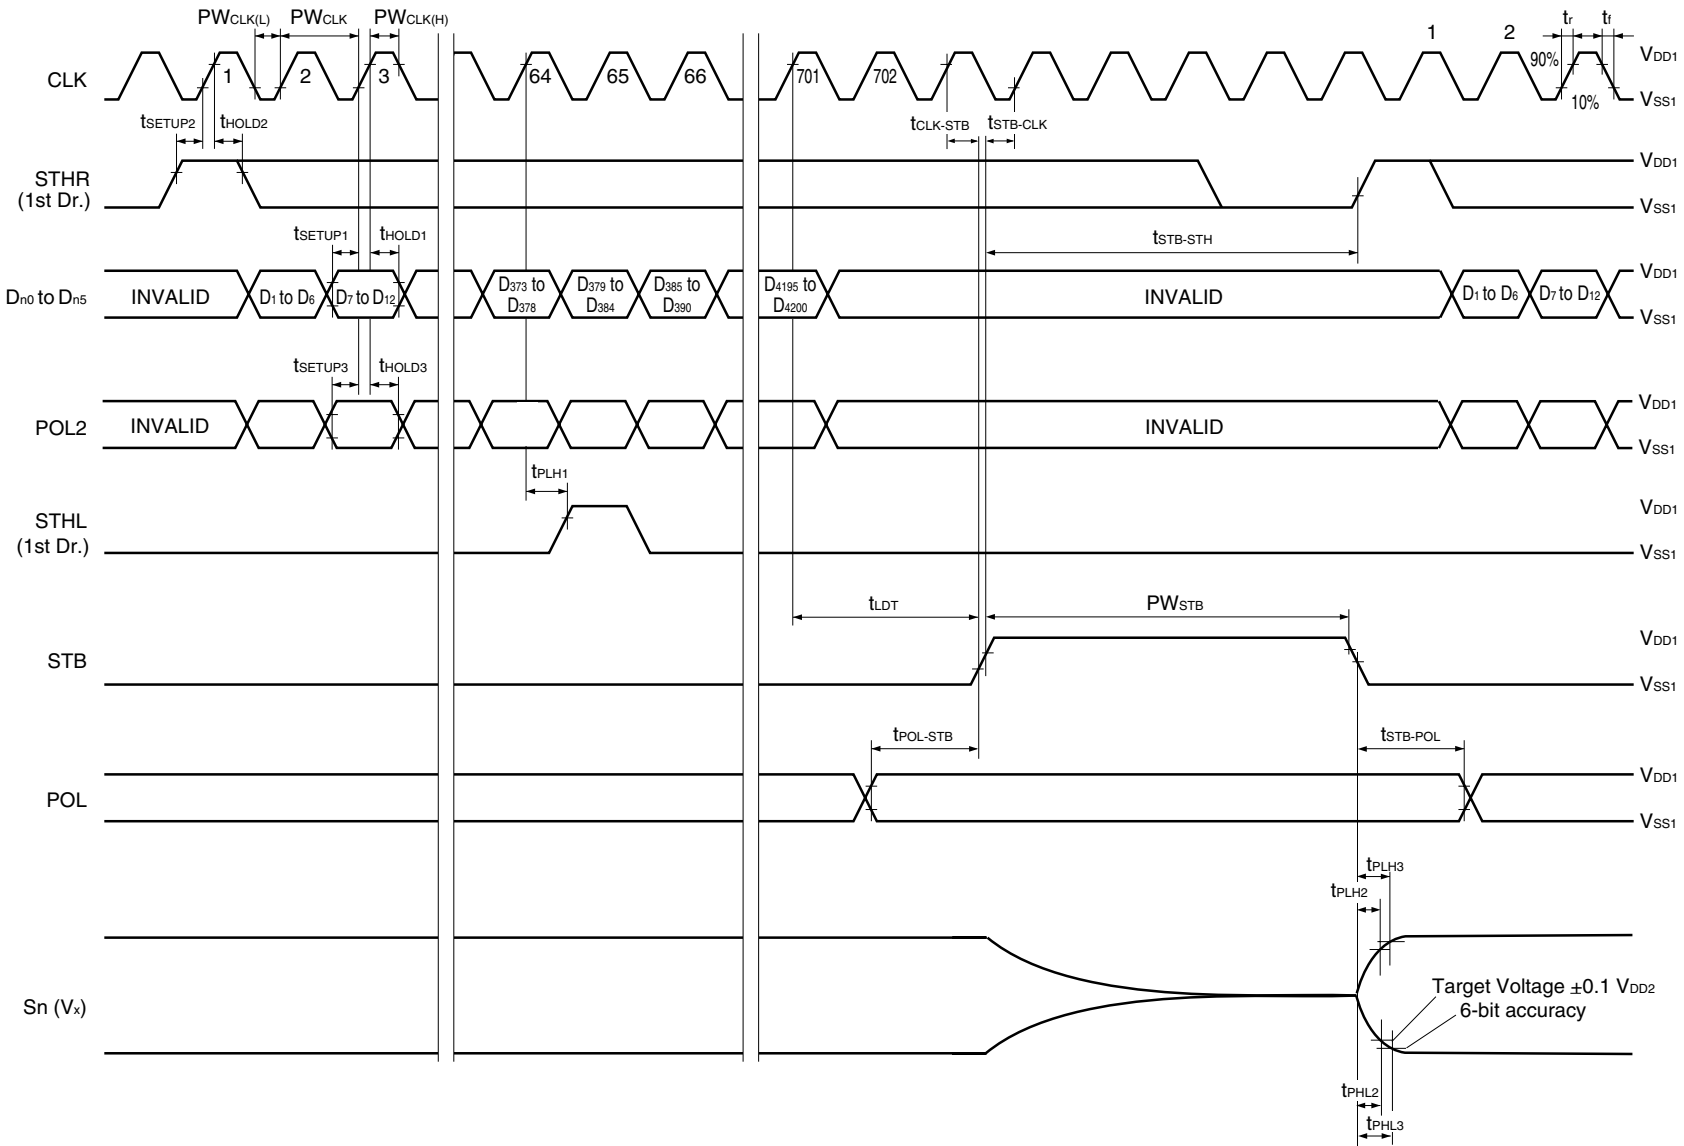 PWCLK(L) PWCLK PWCLK(H) tr tf
1 2
CLK 1 2 3 64 65 66 701 702 90% 10% VDD1
VSS1
tSETUP2 tHOLD2 tCLK-STB tSTB-CLK
STHR
(1st Dr.)
VDD1
VSS1
tSETUP1 tHOLD1 tSTB-STH
Dn0 to Dn5 INVALID D1 to D6 D7 to D12 D373 to D378 D379 to D384 D385 to D390 D4195 to D4200 INVALID D1 to D6 D7 to D12
VDD1
VSS1
tSETUP3 tHOLD3
POL2 INVALID INVALID
VDD1
VSS1
tPLH1
STHL
(1st Dr.)
VDD1
VSS1
tLDT PWSTB
STB
VDD1
VSS1
tPOL-STB tSTB-POL
POL
VDD1
VSS1
tPLH3
tPLH2
Sn (Vx)
Target Voltage ±0.1 VDD2
6-bit accuracy
tPHL2
tPHL3